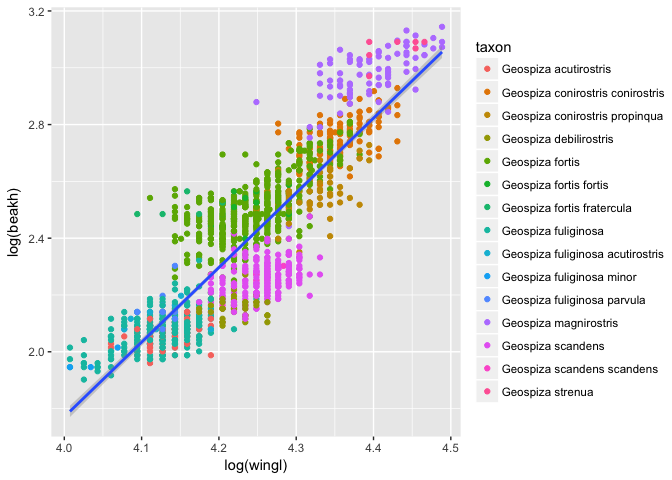 3.2
2.8
2.4
2.0
log(beakh)
4.0 4.1 4.2 4.3 4.4 4.5
log(wingl)
taxon
Geospiza acutirostris
Geospiza conirostris conirostris
Geospiza conirostris propinqua
Geospiza debilirostris
Geospiza fortis
Geospiza fortis fortis
Geospiza fortis fratercula
Geospiza fuliginosa
Geospiza fuliginosa acutirostris
Geospiza fuliginosa minor
Geospiza fuliginosa parvula
Geospiza magnirostris
Geospiza scandens
Geospiza scandens scandens
Geospiza strenua